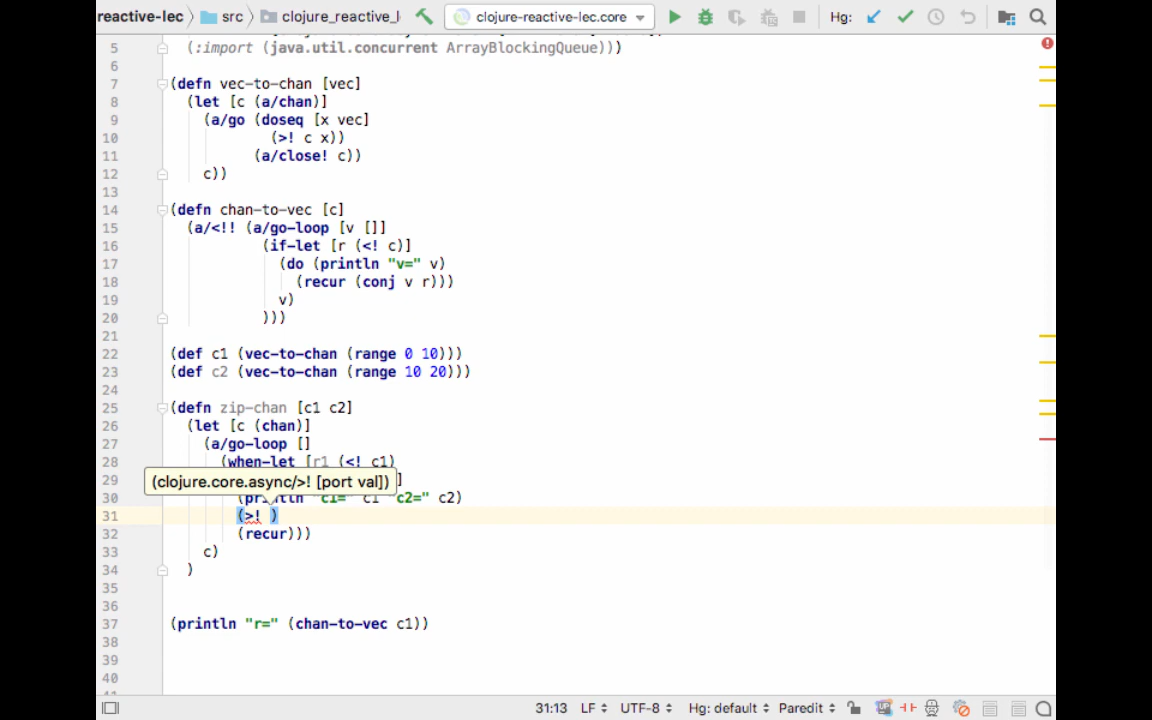 reactive-lec src clojure_reactive_l clojure-reactive-lec.core Hg:
5 (:import (java.util.concurrent ArrayBlockingQueue)))
6
7 (defn vec-to-chan [vec]
8 (let [c (a/chan)]
9 (a/go (doseq [x vec]
10 (>! c x))
11 (a/close! c))
12 c))
13
14 (defn chan-to-vec [c]
15 (a/<!! (a/go-loop [v []]
16 (if-let [r (<! c)]
17 (do (println "v=" v)
18 (recur (conj v r)))
19 v)
20 )))
21
22 (def c1 (vec-to-chan (range 0 10)))
23 (def c2 (vec-to-chan (range 10 20)))
24
25 (defn zip-chan [c1 c2]
26 (let [c (chan)]
27 (a/go-loop []
28 (when-let [r1 (<! c1)
(clojure.core.async/>! [port val])
29 ]
30 (println "c1=" c1 "c2=" c2)
31 (>! )
32 (recur)))
33 c)
34 )
35
36
37 (println "r=" (chan-to-vec c1))
38
39
40
31:13 LF UTF-8 Hg: default Paredit